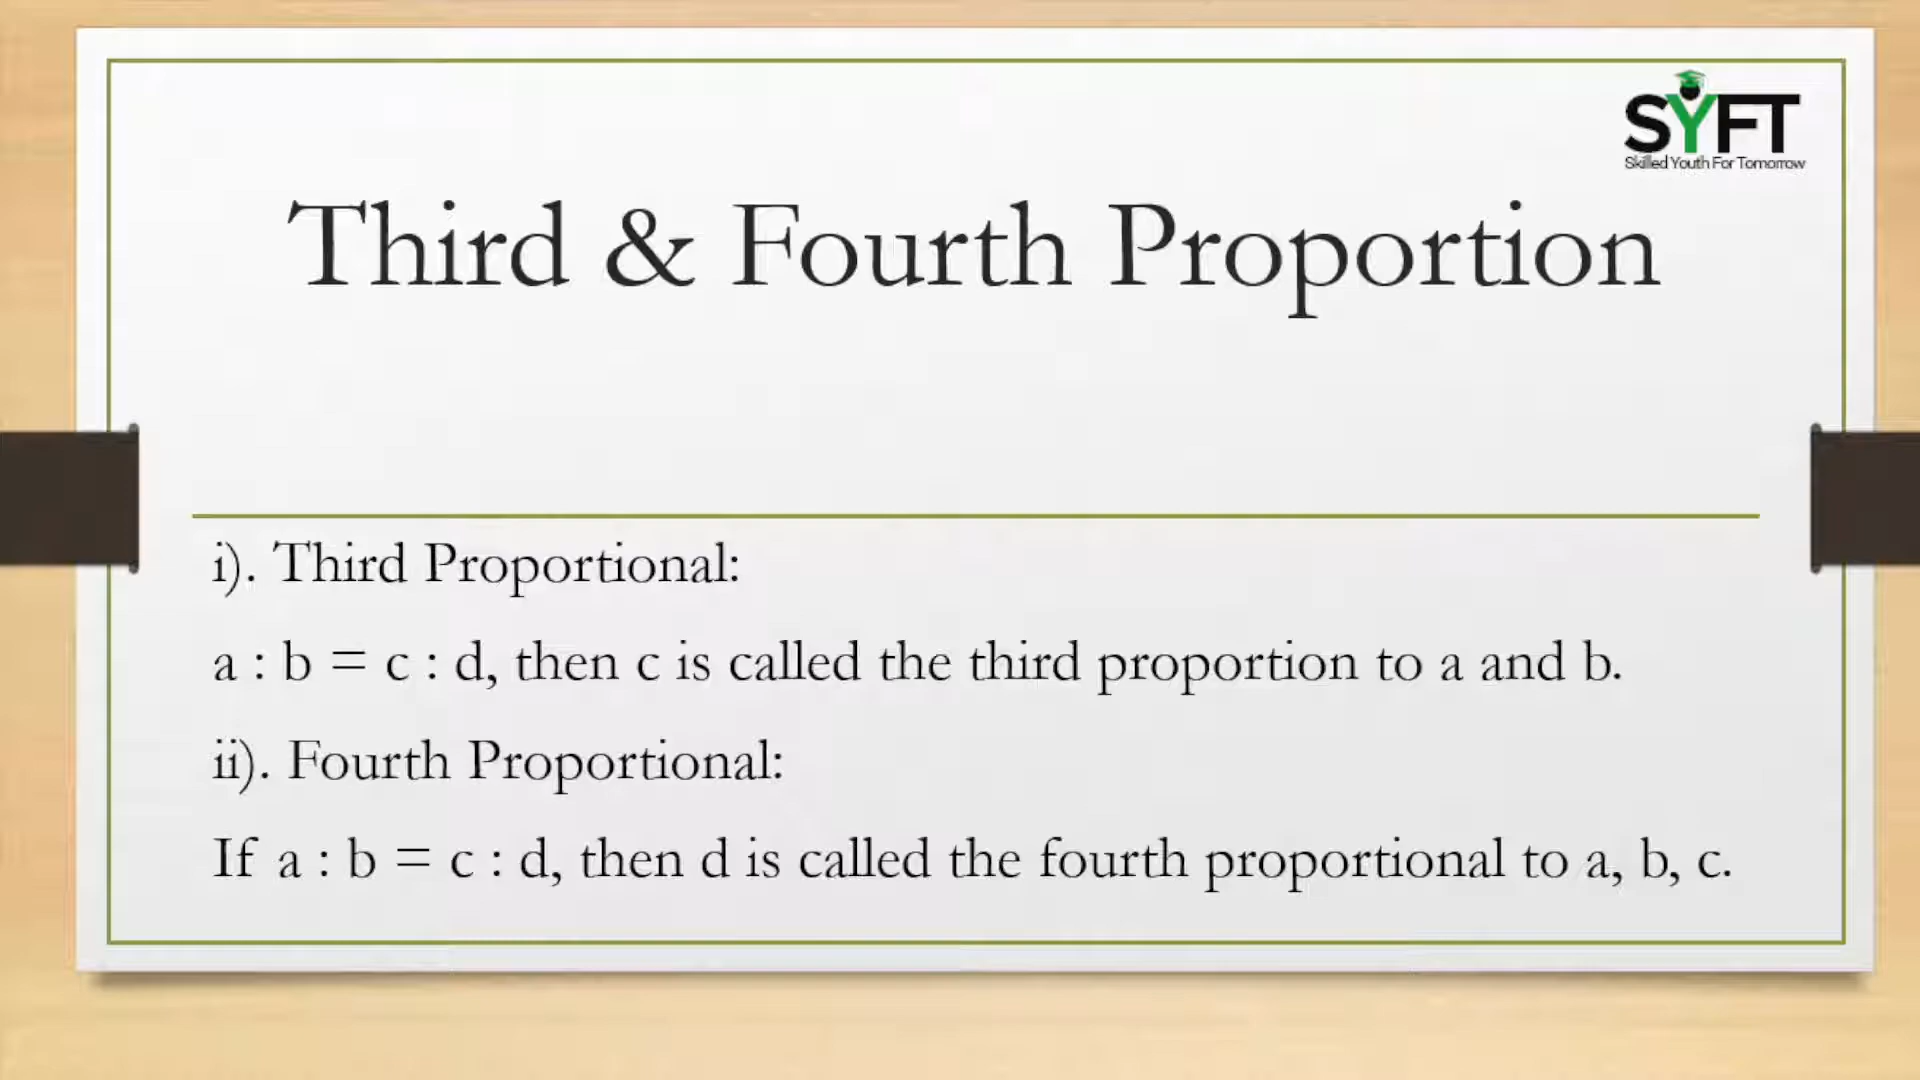 SYFT
Skilled Youth For Tomorrow
Third & Fourth Proportion
i). Third Proportional:
a : b = c : d, then c is called the third proportion to a and b.
ii). Fourth Proportional:
If a : b = c : d, then d is called the fourth proportional to a, b, c.